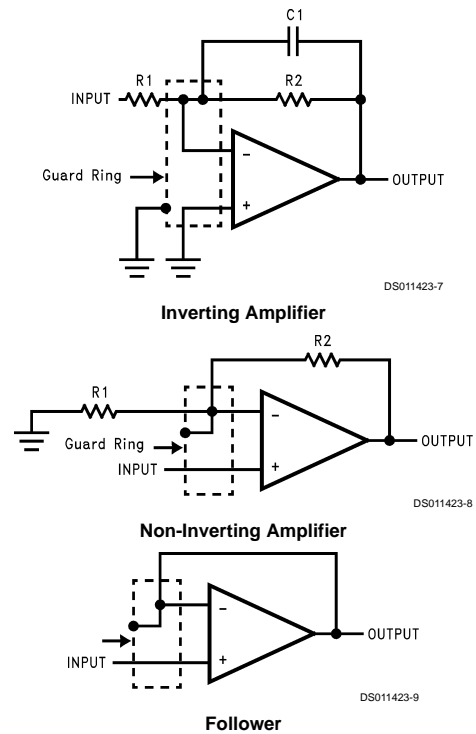 C1
R1
R2
INPUT
-
Guard Ring
+
OUTPUT
DS011423-7
Inverting Amplifier
R2
R1
-
OUTPUT
Guard Ring
INPUT
+
DS011423-8
Non-Inverting Amplifier
-
OUTPUT
INPUT
+
DS011423-9
Follower